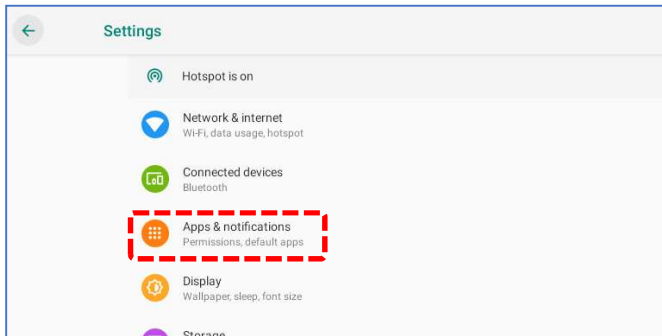 Settings
Hotspot is on
Network & internet
Wi-Fi, data usage, hotspot
Connected devices
Bluetooth
Apps & notifications
Permissions, default apps
Display
Wallpaper, sleep, font size
Storage